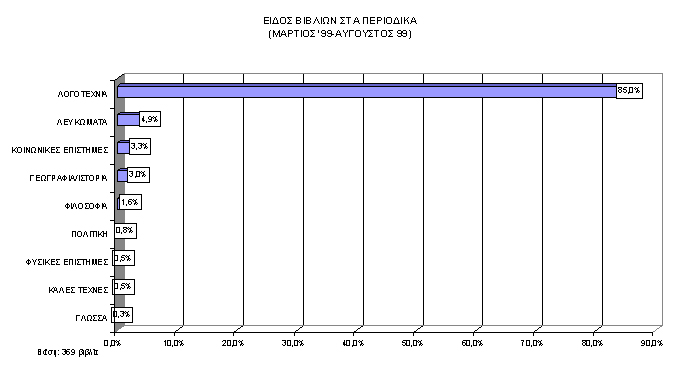 ΕΙΔΟΣ ΒΙΒΛΙΩΝ ΣΤΑ ΠΕΡΙΟΔΙΚΑ
(ΜΑΡΤΙΟΣ '99-ΑΥΓΟΥΣΤΟΣ 99)
ΛΟΓΟΤΕΧΝΙΑ 85,0%
ΛΕΥΚΩΜΑΤΑ 4,9%
ΚΟΙΝΩΝΙΚΕΣ ΕΠΙΣΤΗΜΕΣ 3,3%
ΓΕΩΓΡΑΦΙΑ/ΙΣΤΟΡΙΑ 3,0%
ΦΙΛΟΣΟΦΙΑ 1,6%
ΠΟΛΙΤΙΚΗ 0,8%
ΦΥΣΙΚΕΣ ΕΠΙΣΤΗΜΕΣ 0,5%
ΚΑΛΕΣ ΤΕΧΝΕΣ 0,5%
ΓΛΩΣΣΑ 0,3%
0,0% 10,0% 20,0% 30,0% 40,0% 50,0% 60,0% 70,0% 80,0% 90,0%
Βάση: 369 βιβλία